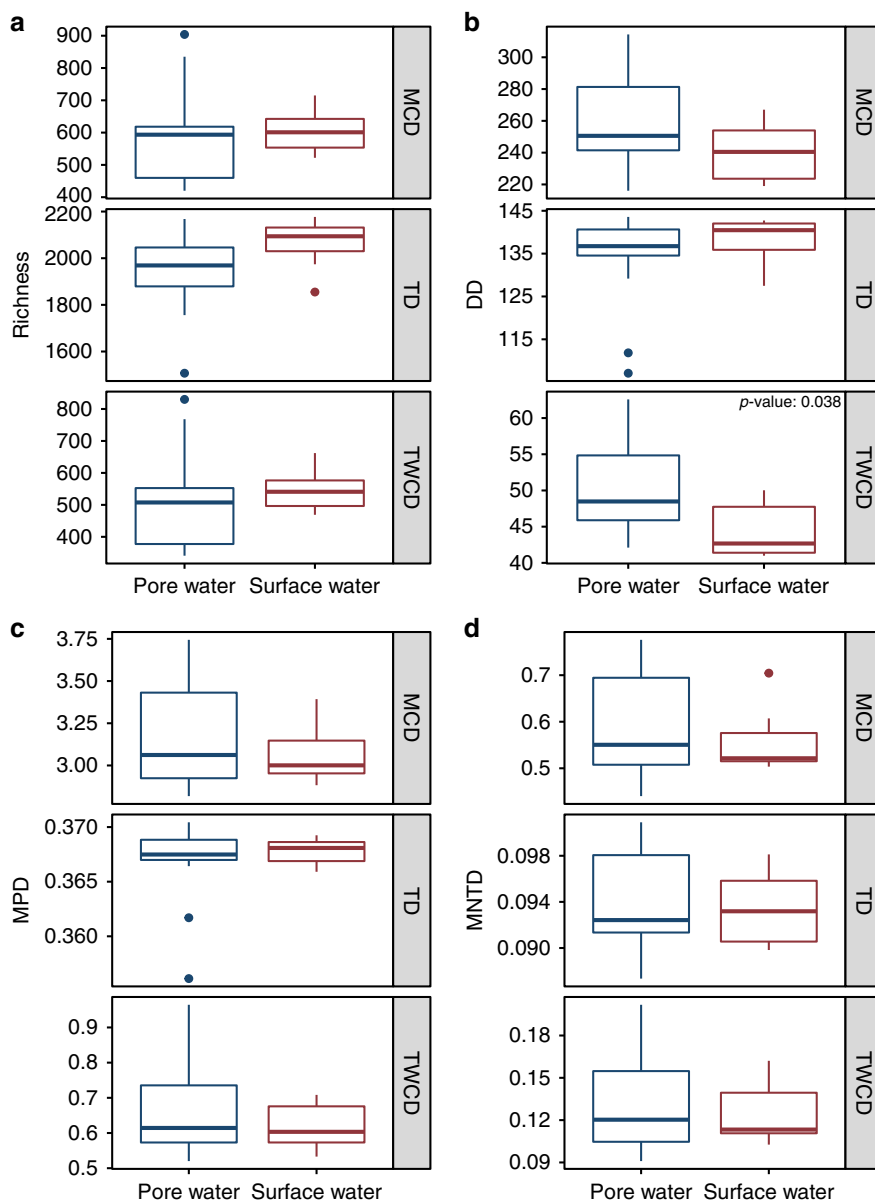 a
900
800
700
600
500
400
MCD
2200
2000
1800
1600
Richness
TD
800
700
600
500
400
TWCD
Pore water Surface water
b
300
280
260
240
220
MCD
145
135
125
115
DD
TD
p-value: 0.038
60
55
50
45
40
TWCD
Pore water Surface water
c
3.75
3.50
3.25
3.00
MCD
0.370
0.365
0.360
MPD
TD
0.9
0.8
0.7
0.6
0.5
TWCD
Pore water Surface water
d
0.7
0.6
0.5
MCD
0.098
0.094
0.090
MNTD
TD
0.18
0.15
0.12
0.09
TWCD
Pore water Surface water